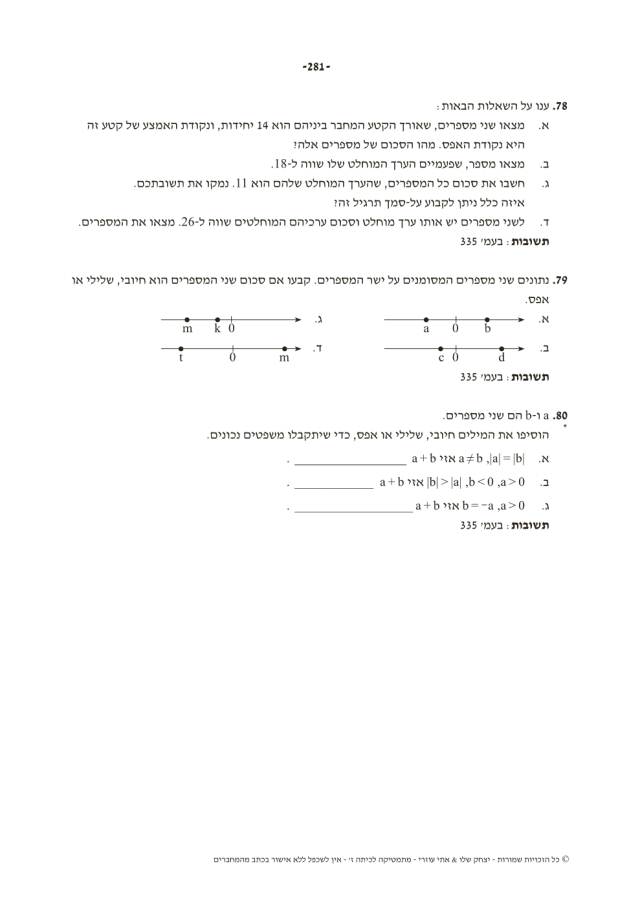 -281-
78. ענו על השאלות הבאות:
א. מצאו שני מספרים, שאורך הקטע המחבר ביניהם הוא 14 יחידות, ונקודת האמצע של קטע זה
היא נקודת האפס. מהו הסכום של מספרים אלה?
ב. מצאו מספר, שפעמיים הערך המוחלט שלו שווה ל-18.
ג. חשבו את סכום כל המספרים, שהערך המוחלט שלהם הוא 11. נמקו את תשובתכם.
איזה כלל ניתן לקבוע על-סמך תרגיל זה?
ד. לשני מספרים יש אותו ערך מוחלט וסכום ערכיהם המוחלטים שווה ל-26. מצאו את המספרים.
תשובות: בעמ' 335
79. נתונים שני מספרים המסומנים על ישר המספרים. קבעו אם סכום שני המספרים הוא חיובי, שלילי או
אפס.
א. a 0 b
ג. m k 0
ב. c 0 d
ד. t 0 m
תשובות: בעמ' 335
80. a ו-b הם שני מספרים.
*
הוסיפו את המילים חיובי, שלילי או אפס, כדי שיתקבלו משפטים נכונים.
א. |a| = |b|, a ≠ b אזי a + b ____________________ .
ב. a > 0, b < 0, |b| > |a| אזי a + b ______________ .
ג. a > 0, b = −a אזי a + b _____________________ .
תשובות: בעמ' 335
© כל הזכויות שמורות - יצחק שלו & אתי עוזרי - מתמטיקה לכיתה ז' - אין לשכפל ללא אישור בכתב מהמחברים